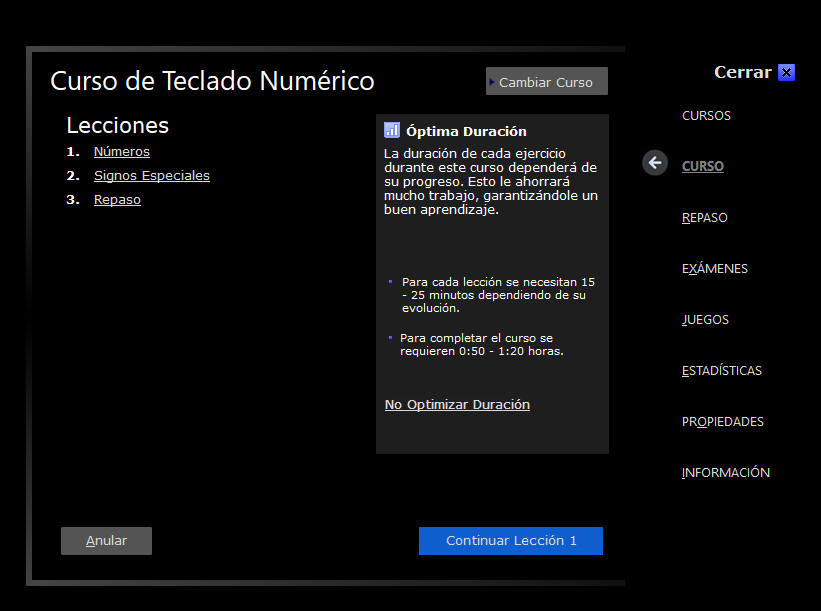 Curso de Teclado Numérico
Cambiar Curso
Lecciones
1. Números
2. Signos Especiales
3. Repaso
Óptima Duración
La duración de cada ejercicio
durante este curso dependerá de
su progreso. Esto le ahorrará
mucho trabajo, garantizándole un
buen aprendizaje.
Para cada lección se necesitan 15
- 25 minutos dependiendo de su
evolución.
Para completar el curso se
requieren 0:50 - 1:20 horas.
No Optimizar Duración
Anular
Continuar Lección 1
Cerrar
CURSOS
CURSO
REPASO
EXÁMENES
JUEGOS
ESTADÍSTICAS
PROPIEDADES
INFORMACIÓN